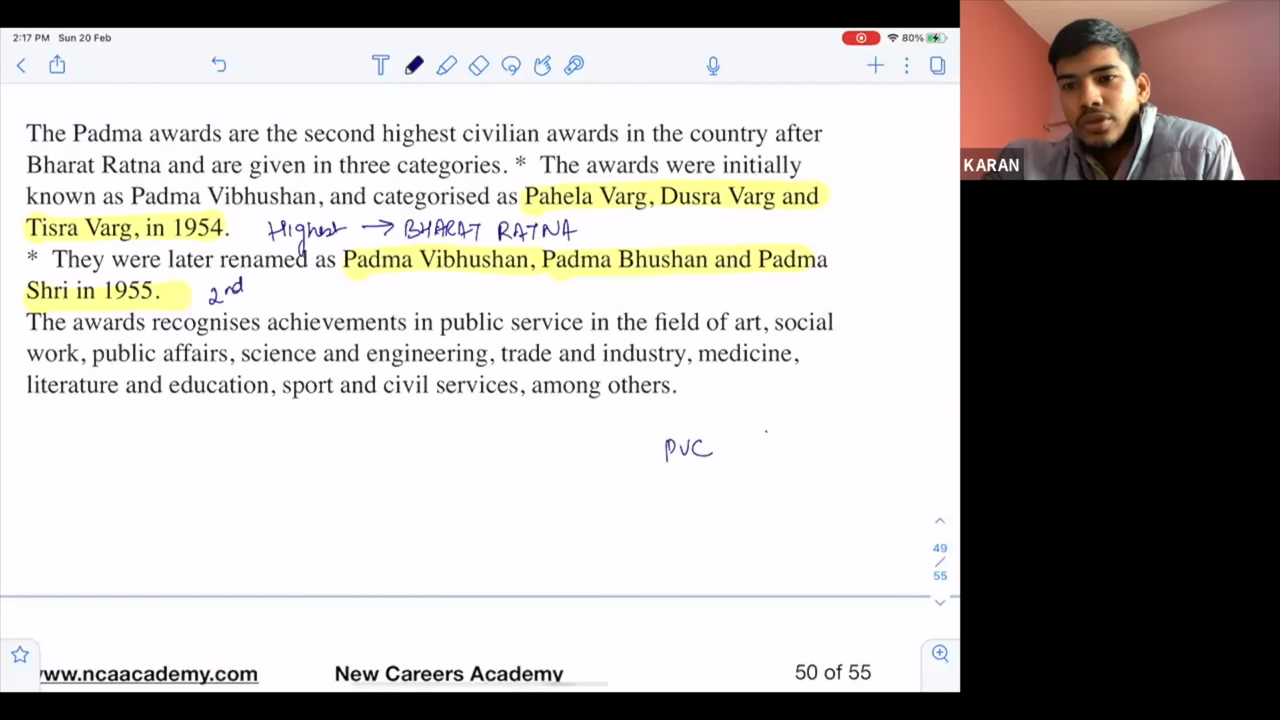 2:17 PM Sun 20 Feb
80%
T
KARAN
The Padma awards are the second highest civilian awards in the country after
Bharat Ratna and are given in three categories. * The awards were initially
known as Padma Vibhushan, and categorised as Pahela Varg, Dusra Varg and
Tisra Varg, in 1954. Highest → BHARAT RATNA
* They were later renamed as Padma Vibhushan, Padma Bhushan and Padma
Shri in 1955. 2nd
The awards recognises achievements in public service in the field of art, social
work, public affairs, science and engineering, trade and industry, medicine,
literature and education, sport and civil services, among others.
PVC
49
/
55
www.ncaacademy.com New Careers Academy 50 of 55